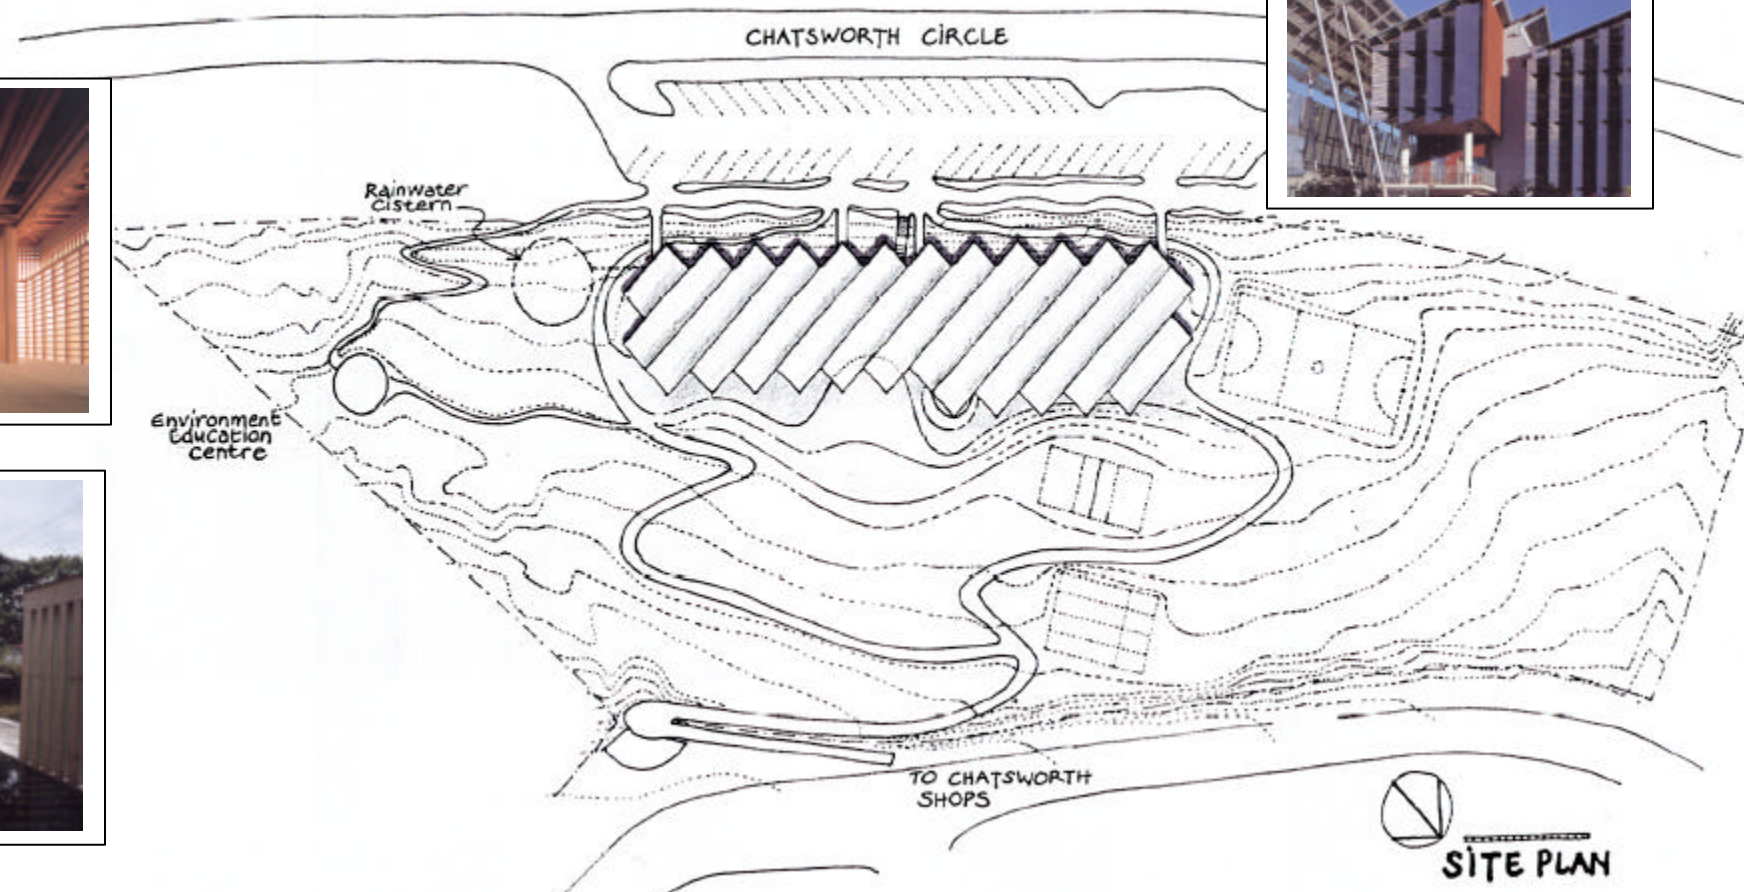 CHATSWORTH CIRCLE
Rainwater
cistern
Environment
Education
centre
TO CHATSWORTH
SHOPS
SITE PLAN